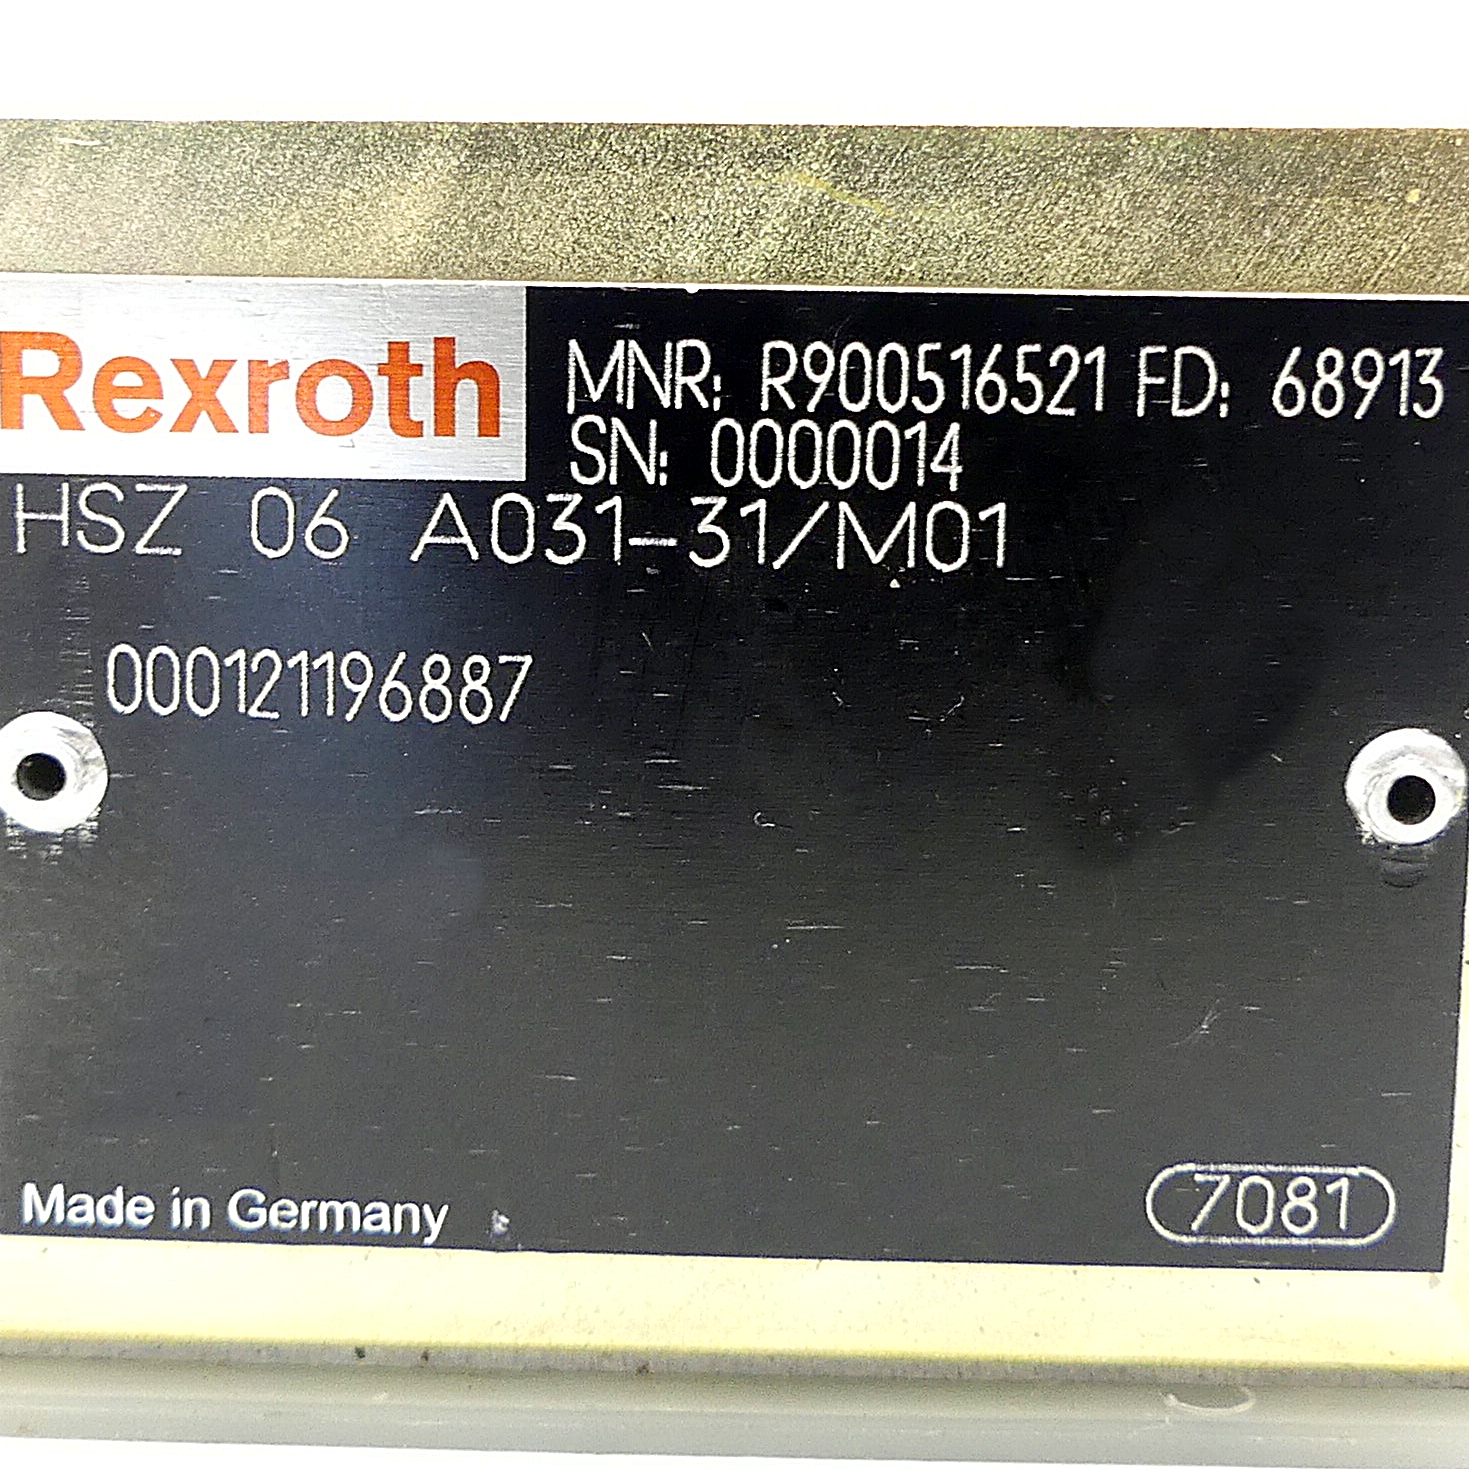 Rexroth
MNR: R900516521 FD: 68913
SN: 0000014
HSZ 06 A031-31/M01
000121196887
Made in Germany
7081